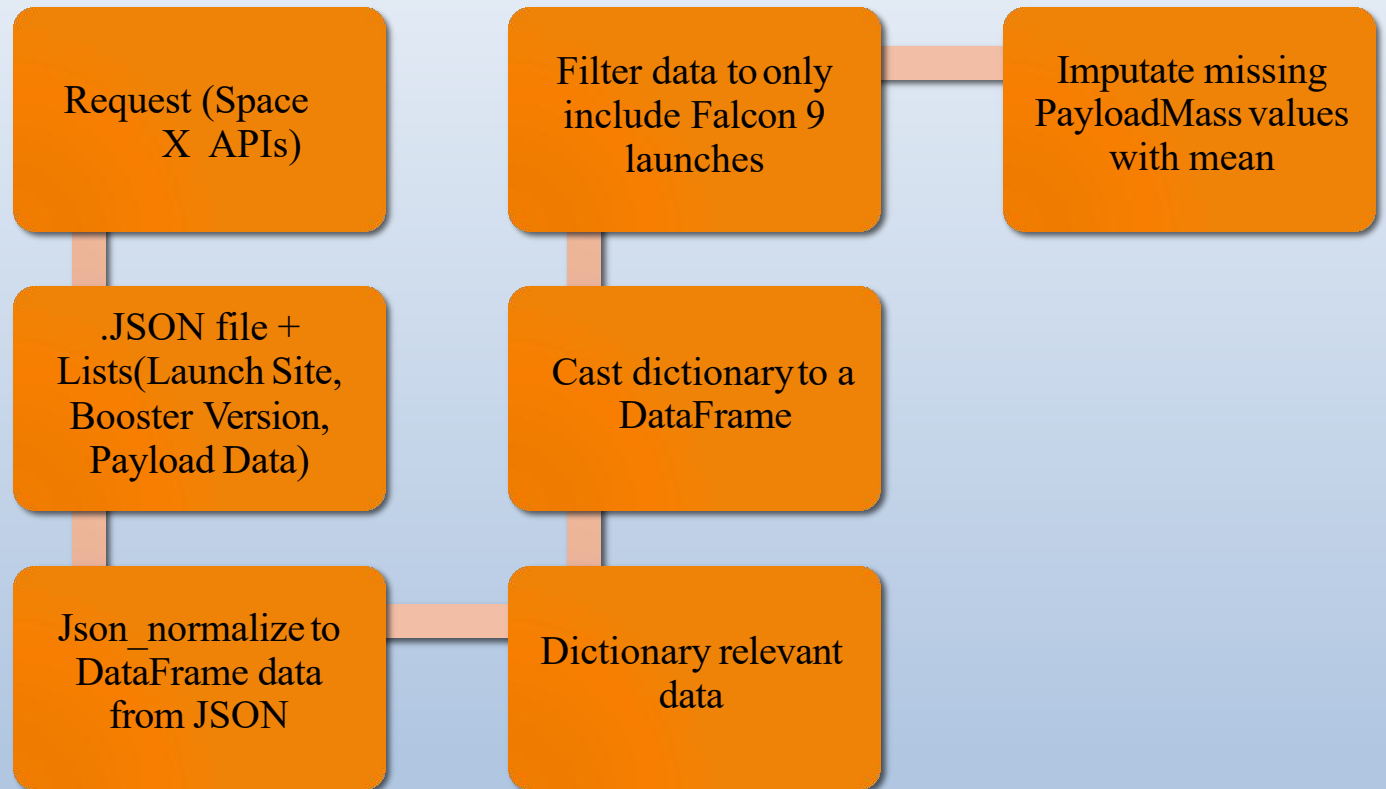 Request (Space
X APIs)
.JSON file +
Lists(Launch Site,
Booster Version,
Payload Data)
Json_normalize to
DataFrame data
from JSON
Dictionary relevant
data
Cast dictionary to a
DataFrame
Filter data to only
include Falcon 9
launches
Imputate missing
PayloadMass values
with mean